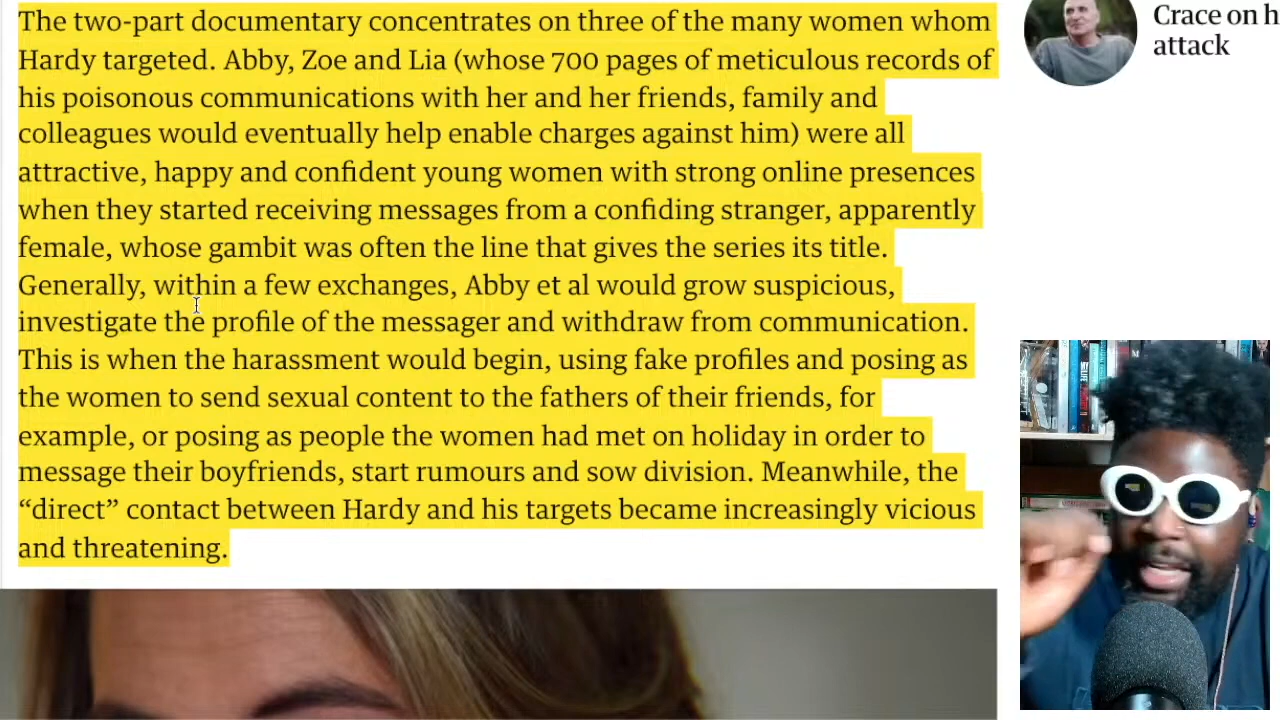 The two-part documentary concentrates on three of the many women whom
Hardy targeted. Abby, Zoe and Lia (whose 700 pages of meticulous records of
his poisonous communications with her and her friends, family and
colleagues would eventually help enable charges against him) were all
attractive, happy and confident young women with strong online presences
when they started receiving messages from a confiding stranger, apparently
female, whose gambit was often the line that gives the series its title.
Generally, within a few exchanges, Abby et al would grow suspicious,
investigate the profile of the messager and withdraw from communication.
This is when the harassment would begin, using fake profiles and posing as
the women to send sexual content to the fathers of their friends, for
example, or posing as people the women had met on holiday in order to
message their boyfriends, start rumours and sow division. Meanwhile, the
“direct” contact between Hardy and his targets became increasingly vicious
and threatening.
Crace on h
attack